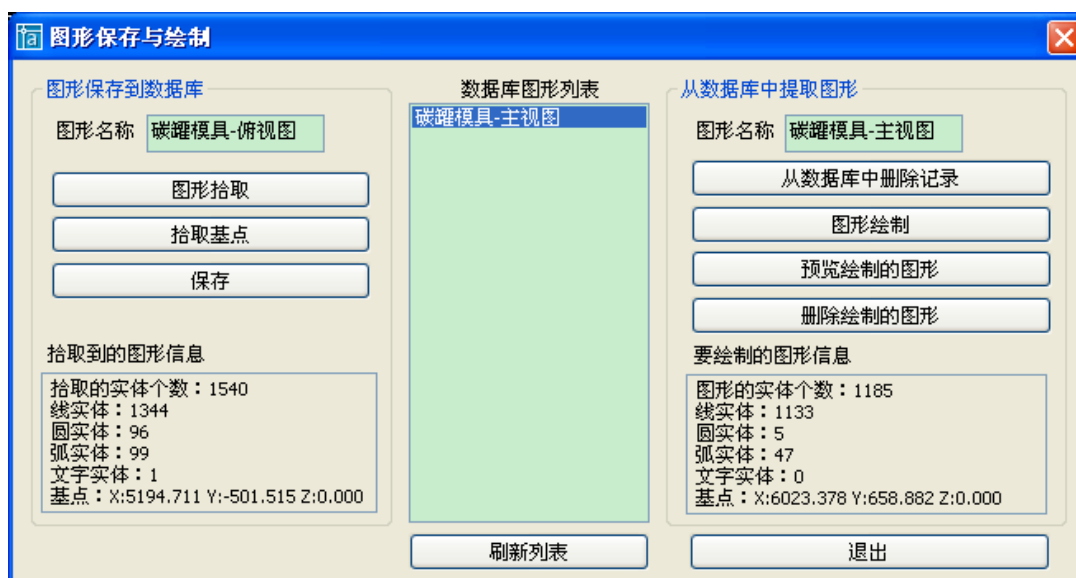 图形保存与绘制
图形保存到数据库
图形名称 碳罐模具-俯视图
图形拾取
拾取基点
保存
拾取到的图形信息
拾取的实体个数：1540
线实体：1344
圆实体：96
弧实体：99
文字实体：1
基点：X:5194.711 Y:-501.515 Z:0.000
数据库图形列表
碳罐模具-主视图
刷新列表
从数据库中提取图形
图形名称 碳罐模具-主视图
从数据库中删除记录
图形绘制
预览绘制的图形
删除绘制的图形
要绘制的图形信息
图形的实体个数：1185
线实体：1133
圆实体：5
弧实体：47
文字实体：0
基点：X:6023.378 Y:658.882 Z:0.000
退出